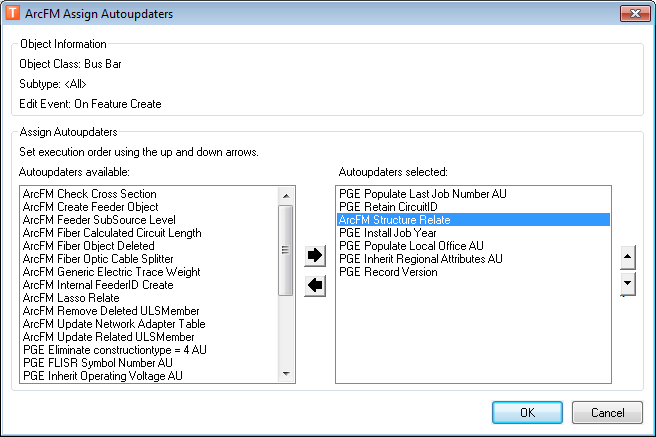 ArcFM Assign Autoupdaters
Object Information
Object Class: Bus Bar
Subtype: <All>
Edit Event: On Feature Create
Assign Autoupdaters
Set execution order using the up and down arrows.
Autoupdaters available:
ArcFM Check Cross Section
ArcFM Create Feeder Object
ArcFM Feeder SubSource Level
ArcFM Fiber Calculated Circuit Length
ArcFM Fiber Object Deleted
ArcFM Fiber Optic Cable Splitter
ArcFM Generic Electric Trace Weight
ArcFM Internal FeederID Create
ArcFM Lasso Relate
ArcFM Remove Deleted ULSMember
ArcFM Update Network Adapter Table
ArcFM Update Related ULSMember
PGE Eliminate constructiontype = 4 AU
PGE FLISR Symbol Number AU
PGE Inherit Operating Voltage AU
Autoupdaters selected:
PGE Populate Last Job Number AU
PGE Retain CircuitID
ArcFM Structure Relate
PGE Install Job Year
PGE Populate Local Office AU
PGE Inherit Regional Attributes AU
PGE Record Version
OK
Cancel